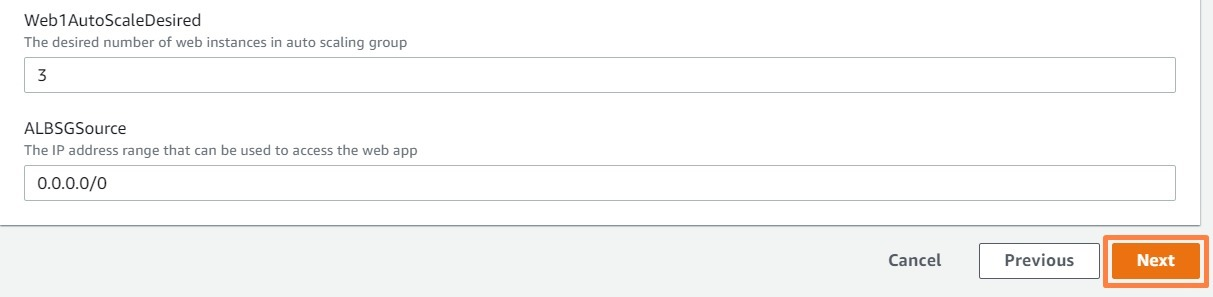 Web1AutoScaleDesired
The desired number of web instances in auto scaling group
3
ALBSGSource
The IP address range that can be used to access the web app
0.0.0.0/0
Cancel Previous Next